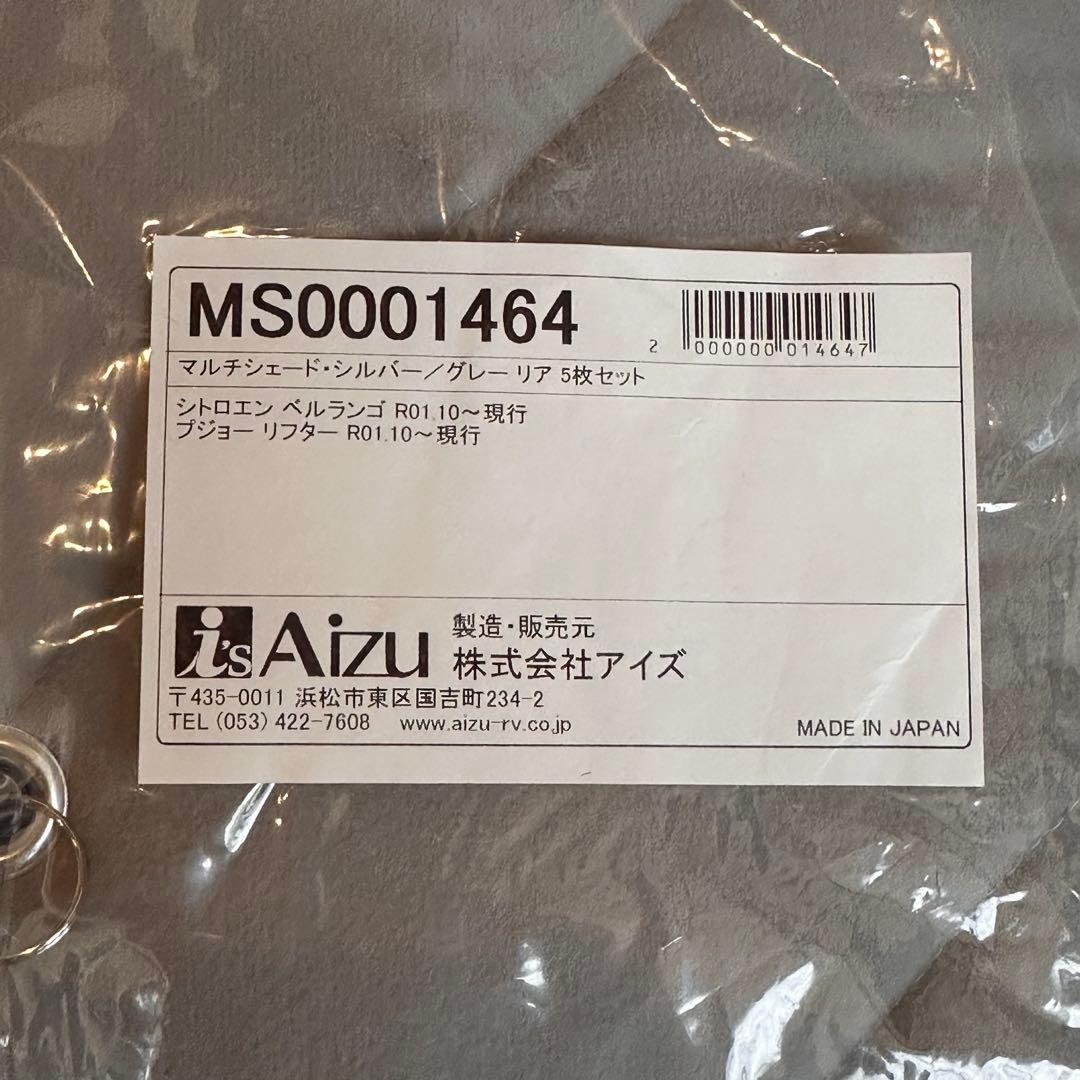 MS0001464
2 000000 014647
マルチシェード・シルバー／グレー リア 5枚セット
シトロエン ベルランゴ R01.10～現行
プジョー リフター R01.10～現行
i's Aizu 製造・販売元
株式会社アイズ
〒435-0011 浜松市東区国吉町234-2
TEL (053) 422-7608 www.aizu-rv.co.jp
MADE IN JAPAN